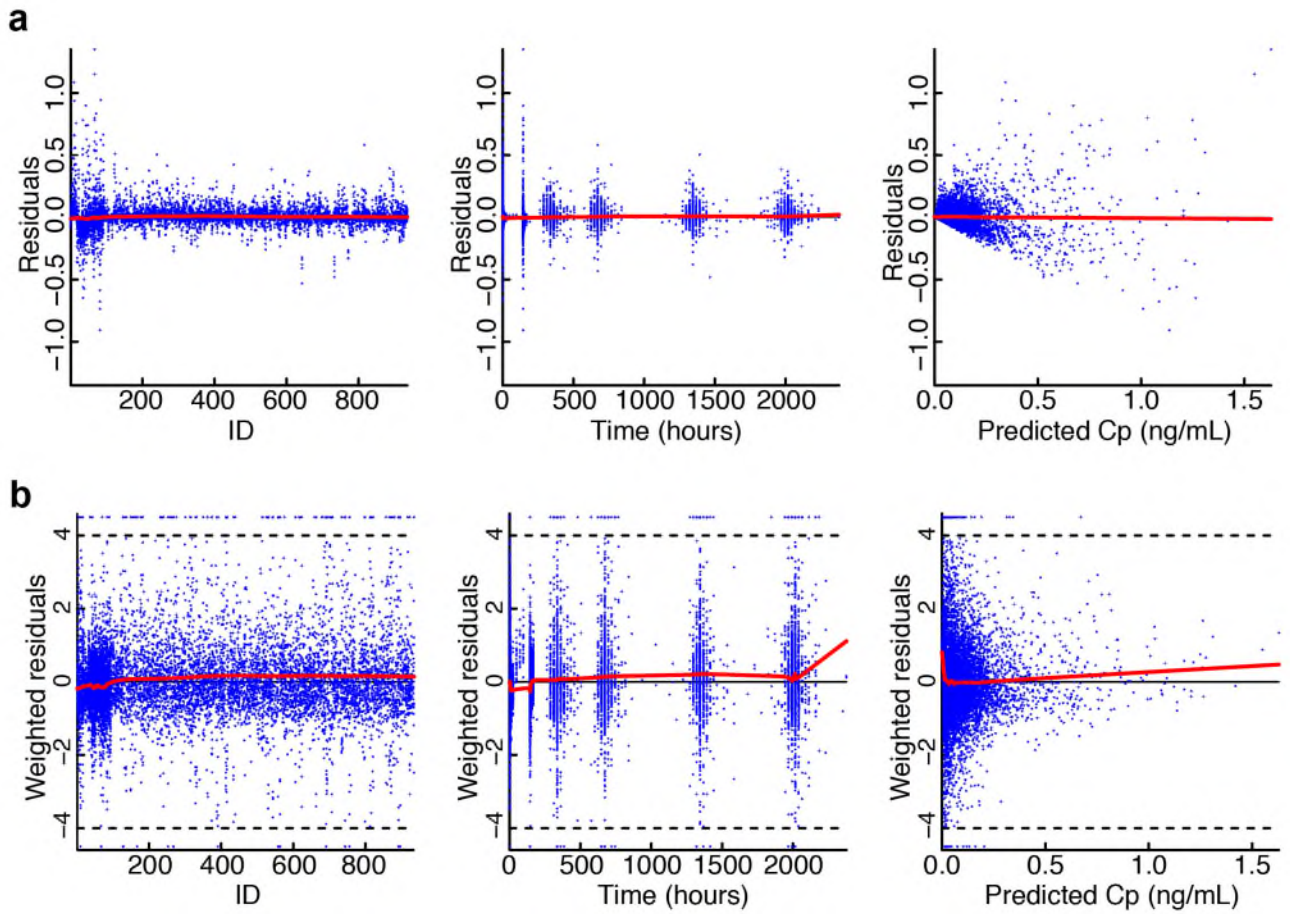 a
Residuals
1.0
0.5
0.0
−0.5
−1.0
200 400 600 800
ID
Residuals
1.0
0.5
0.0
−0.5
−1.0
0 500 1000 1500 2000
Time (hours)
Residuals
1.0
0.5
0.0
−0.5
−1.0
0.0 0.5 1.0 1.5
Predicted Cp (ng/mL)
b
Weighted residuals
4
2
0
−2
−4
200 400 600 800
ID
Weighted residuals
4
2
0
−2
−4
0 500 1000 1500 2000
Time (hours)
Weighted residuals
4
2
0
−2
−4
0.0 0.5 1.0 1.5
Predicted Cp (ng/mL)